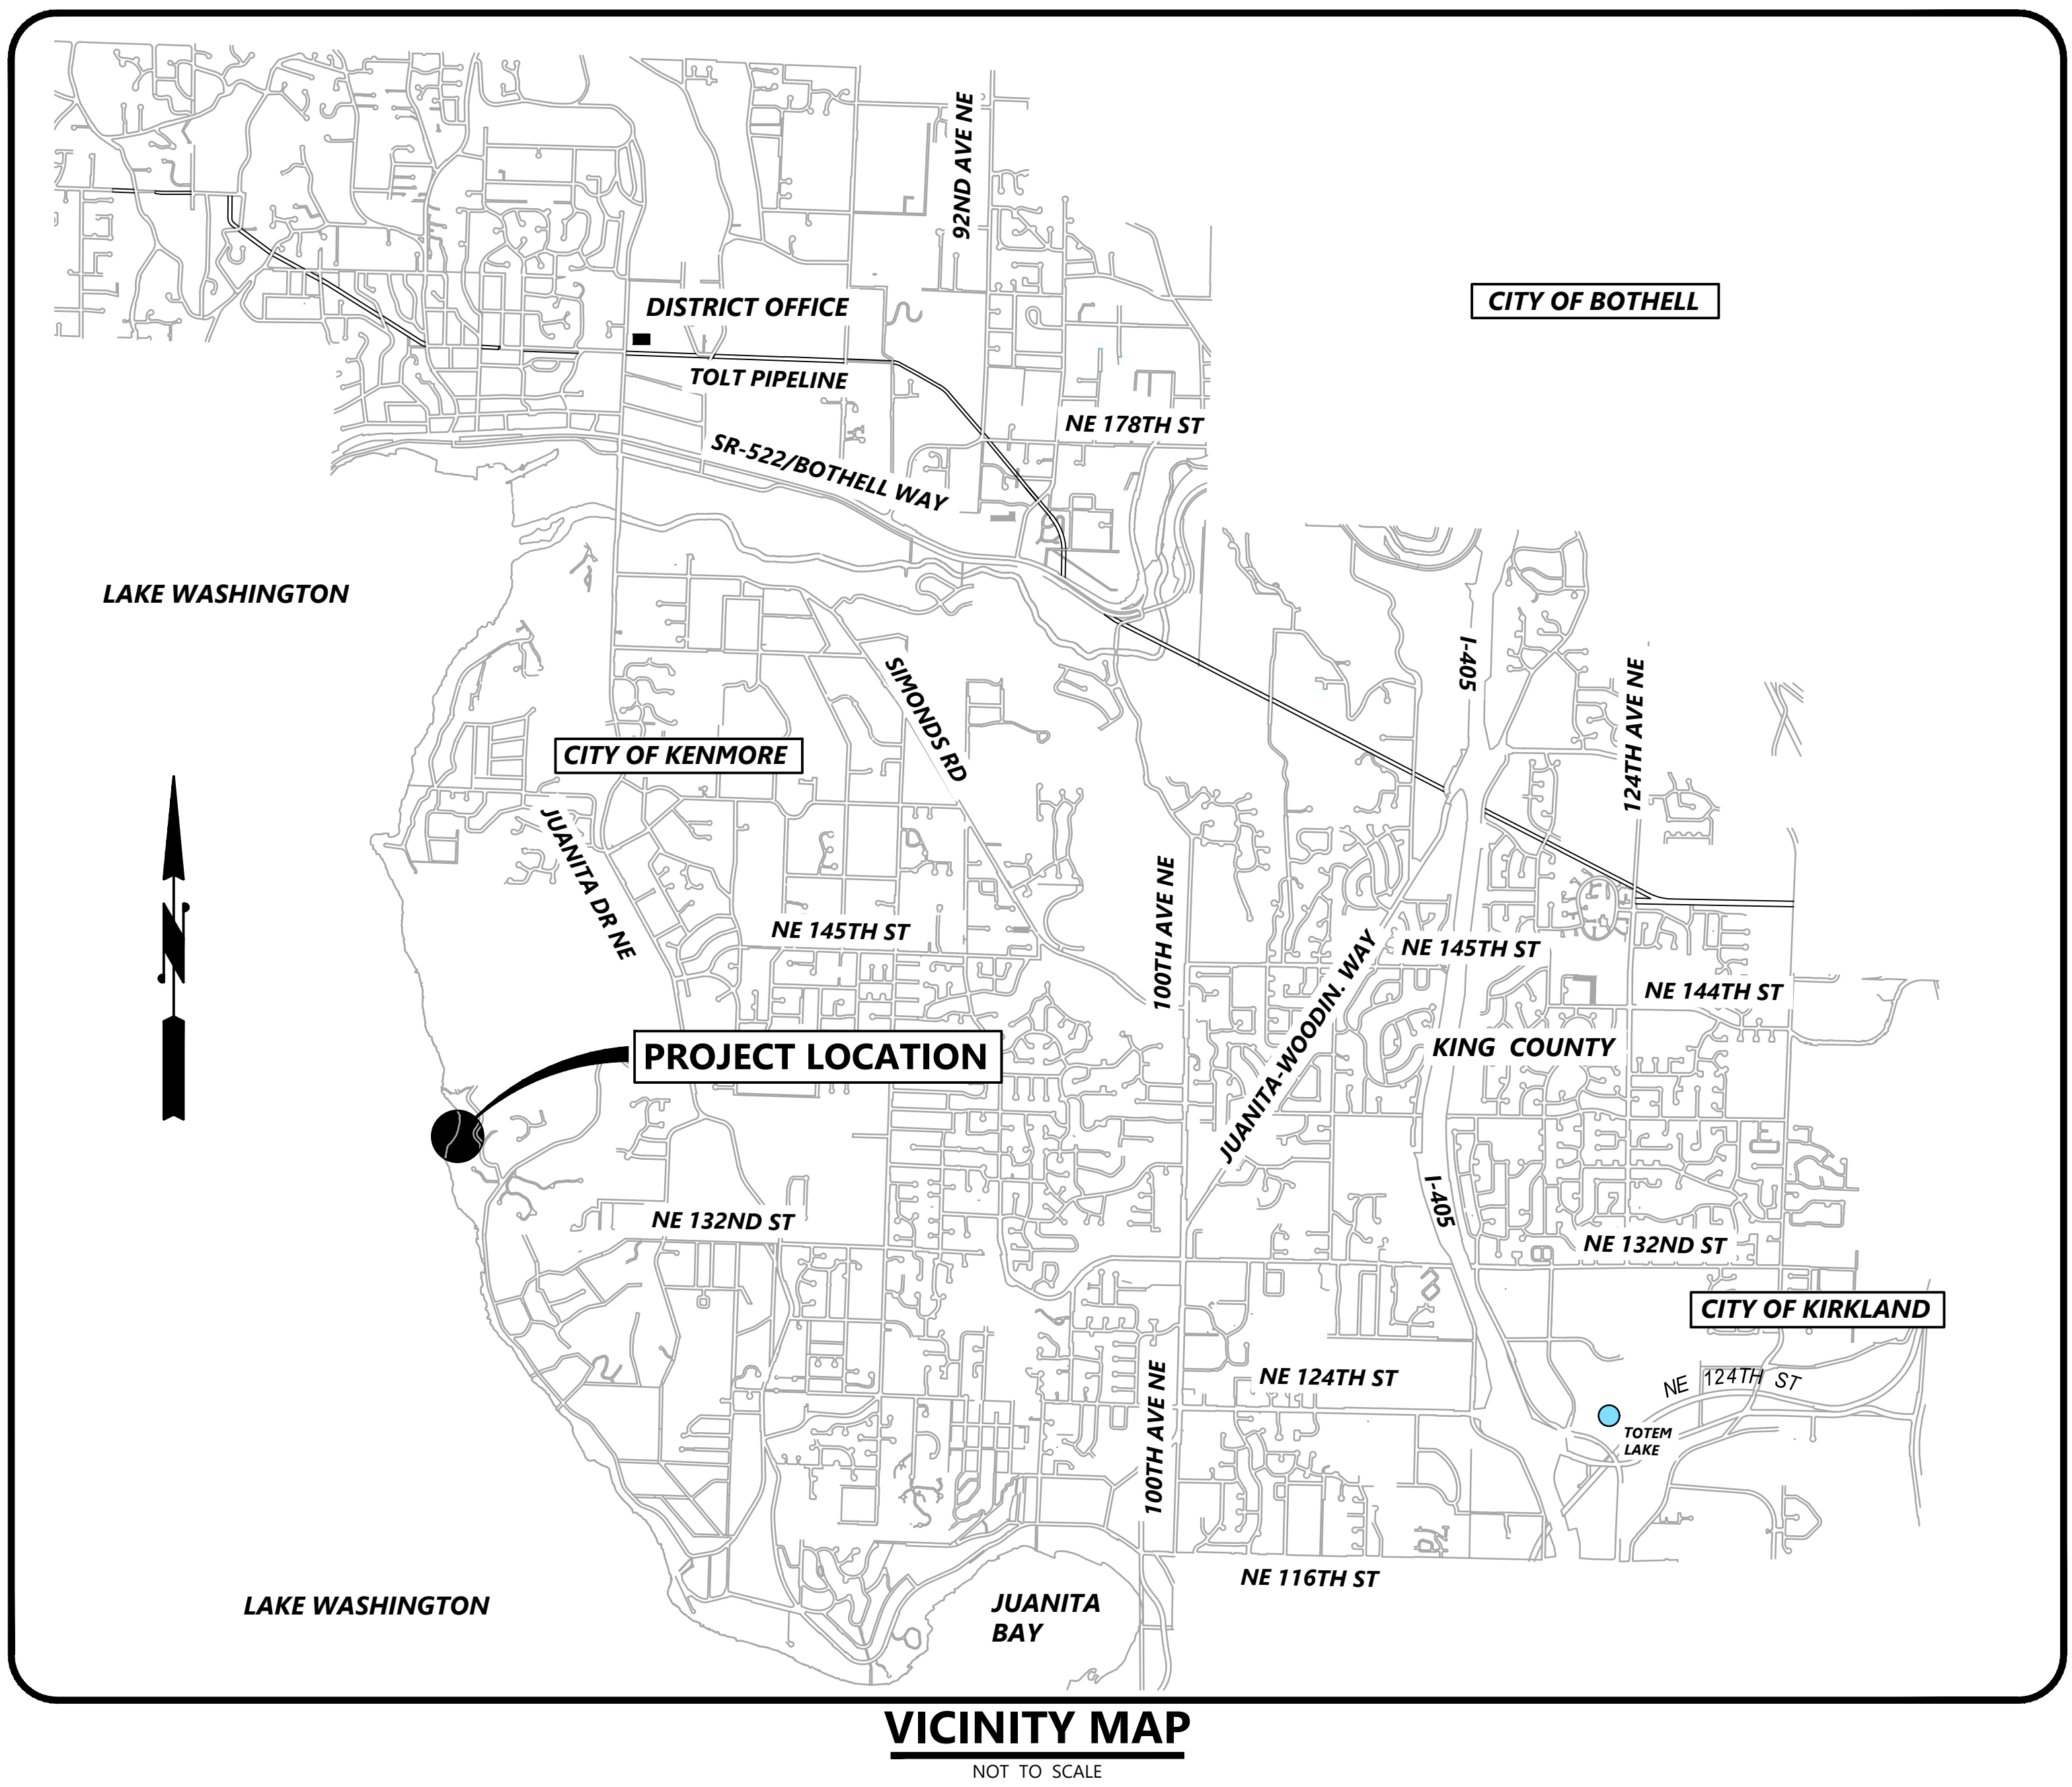 92ND AVE NE
CITY OF BOTHELL
DISTRICT OFFICE
TOLT PIPELINE
NE 178TH ST
SR-522/BOTHELL WAY
LAKE WASHINGTON
I-405
124TH AVE NE
SIMONDS RD
CITY OF KENMORE
JUANITA DR NE
100TH AVE NE
N
NE 145TH ST
JUANITA-WOODIN. WAY
NE 145TH ST
NE 144TH ST
PROJECT LOCATION
KING COUNTY
I-405
NE 132ND ST
NE 132ND ST
CITY OF KIRKLAND
100TH AVE NE
NE 124TH ST
NE 124TH ST
TOTEM
LAKE
NE 116TH ST
LAKE WASHINGTON
JUANITA
BAY
VICINITY MAP
NOT TO SCALE